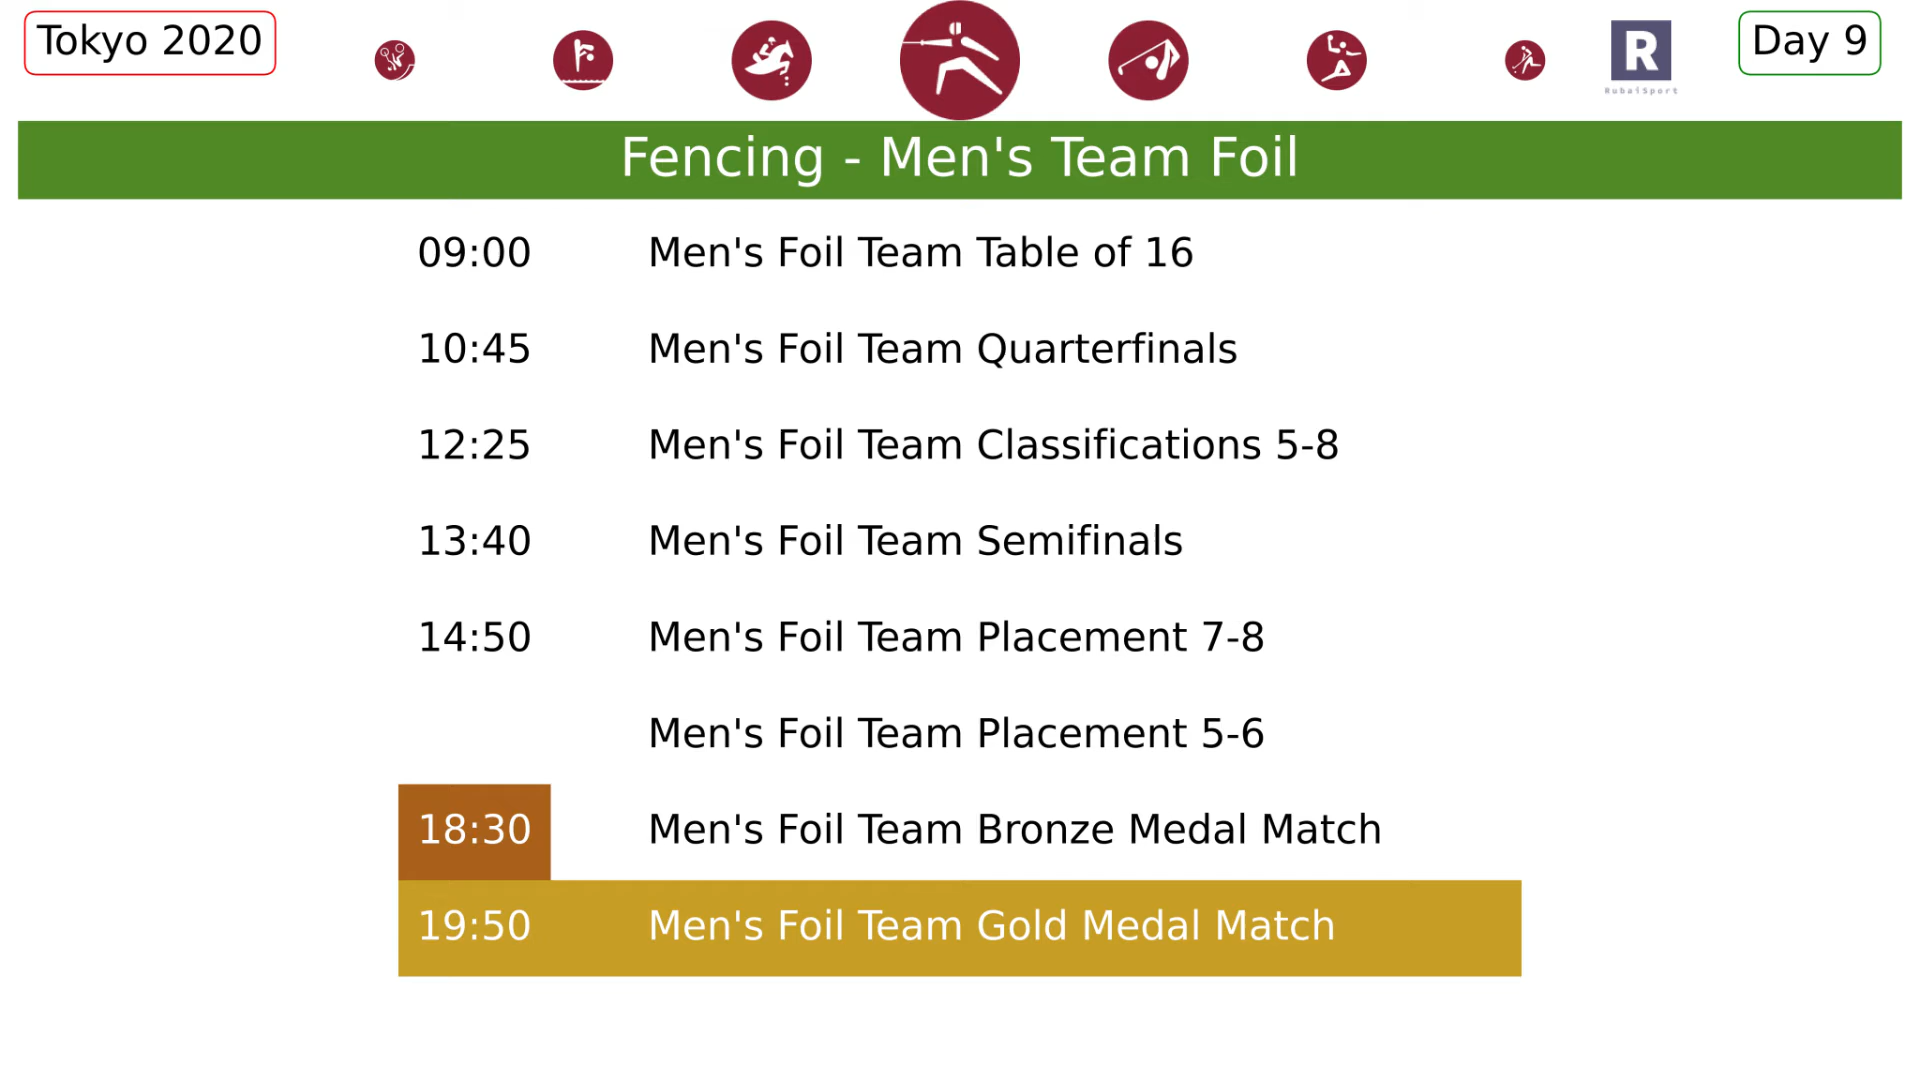 Tokyo 2020
R
RubaiSport
Day 9
Fencing - Men's Team Foil
09:00 Men's Foil Team Table of 16
10:45 Men's Foil Team Quarterfinals
12:25 Men's Foil Team Classifications 5-8
13:40 Men's Foil Team Semifinals
14:50 Men's Foil Team Placement 7-8
Men's Foil Team Placement 5-6
18:30 Men's Foil Team Bronze Medal Match
19:50 Men's Foil Team Gold Medal Match